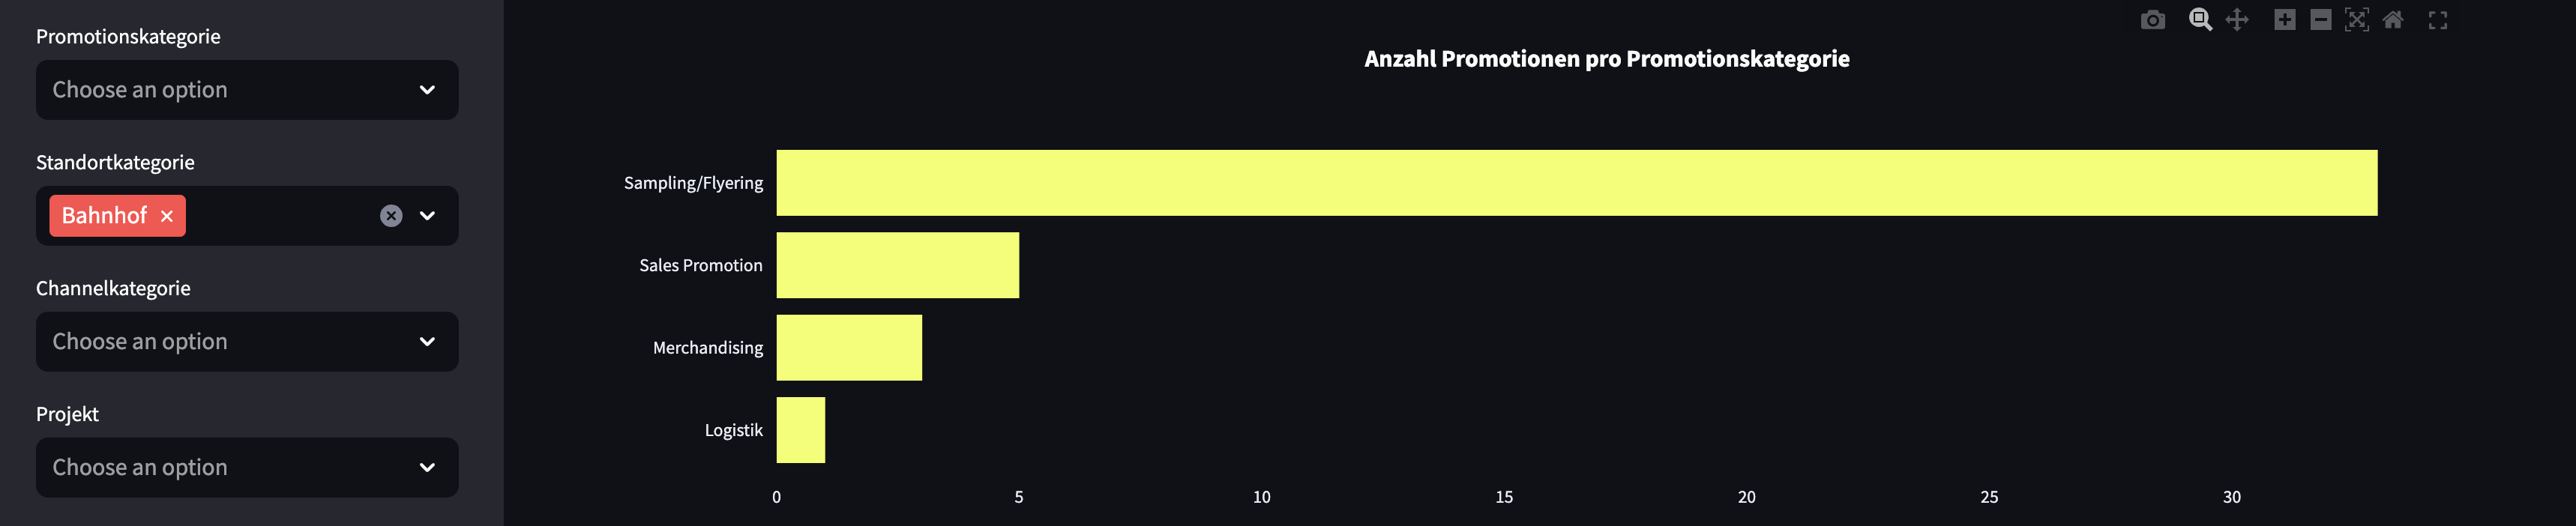 Promotionskategorie
Choose an option
Standortkategorie
Bahnhof
Channelkategorie
Choose an option
Projekt
Choose an option
Anzahl Promotionen pro Promotionskategorie
Sampling/Flyering
Sales Promotion
Merchandising
Logistik
0 5 10 15 20 25 30